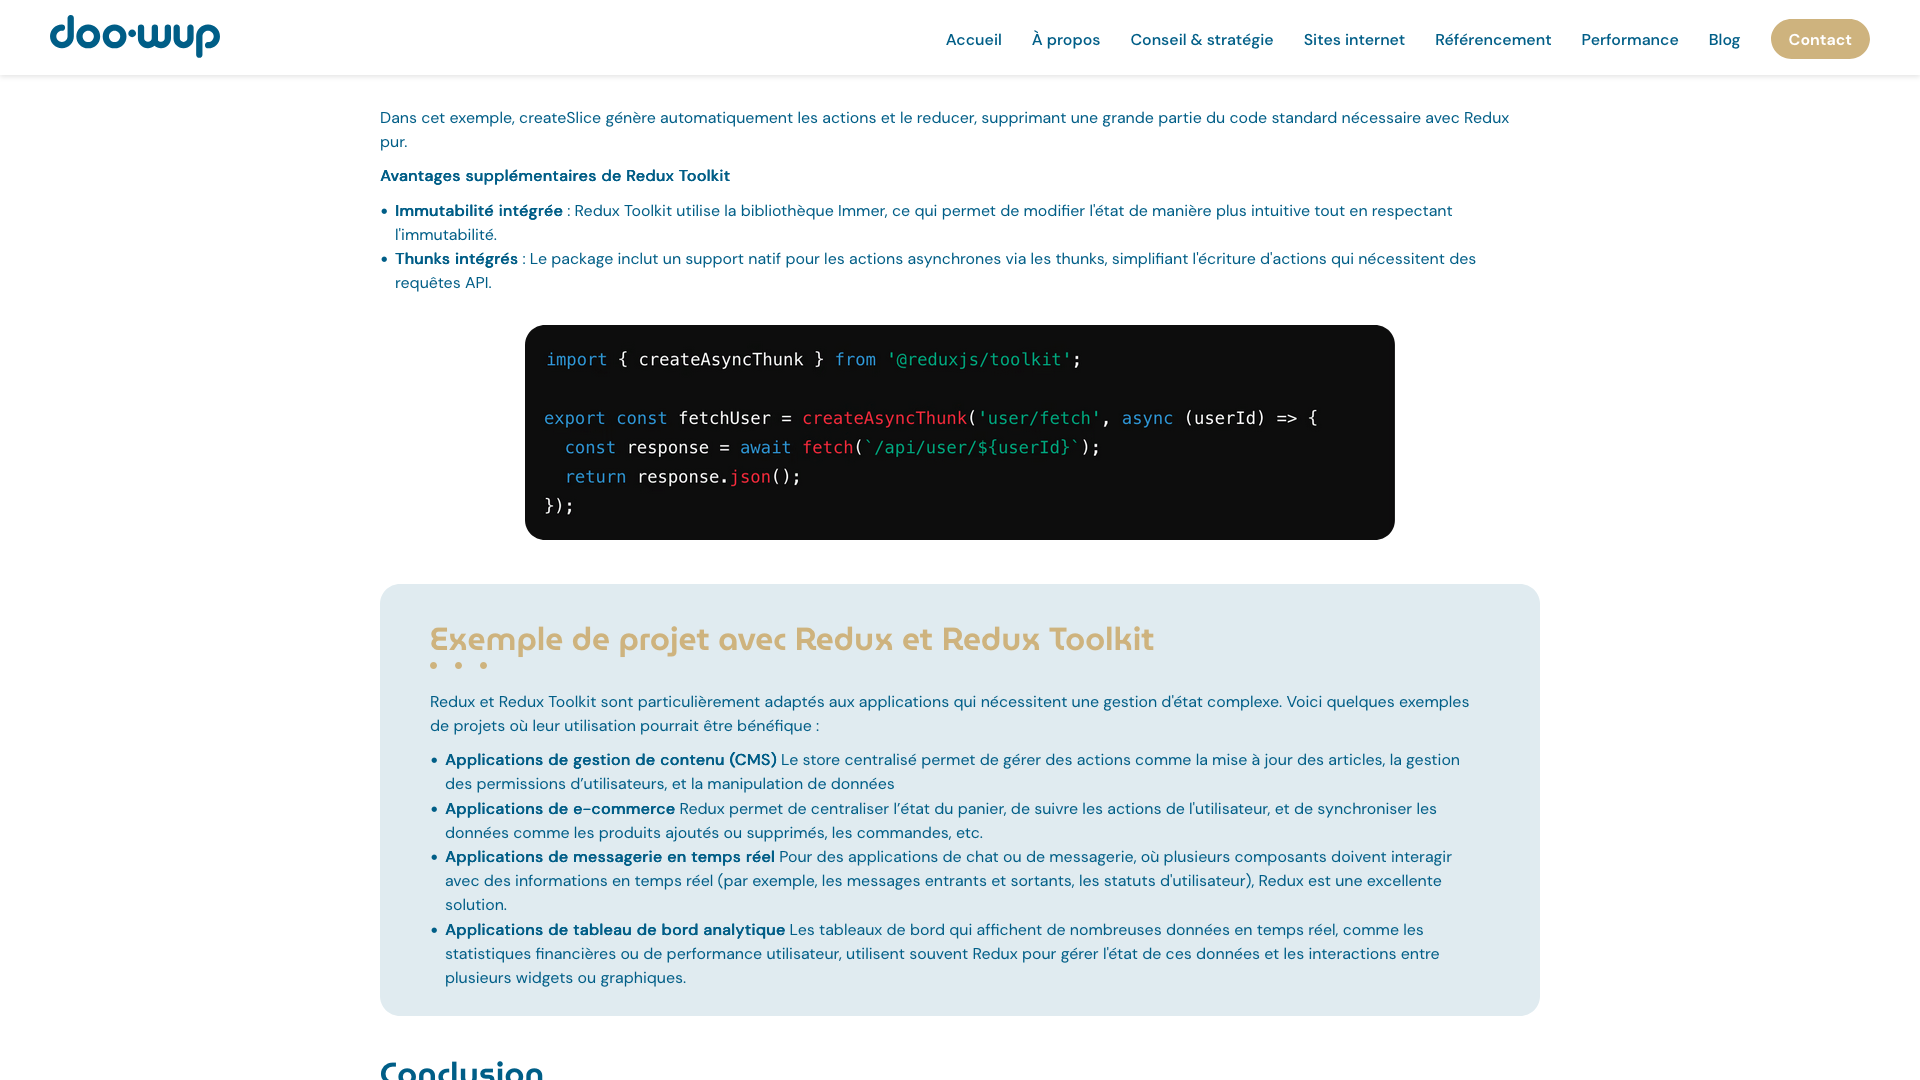 doo·wup
Accueil À propos Conseil & stratégie Sites internet Référencement Performance Blog Contact
Dans cet exemple, createSlice génère automatiquement les actions et le reducer, supprimant une grande partie du code standard nécessaire avec Redux
pur.
Avantages supplémentaires de Redux Toolkit
• Immutabilité intégrée : Redux Toolkit utilise la bibliothèque Immer, ce qui permet de modifier l'état de manière plus intuitive tout en respectant
l'immutabilité.
• Thunks intégrés : Le package inclut un support natif pour les actions asynchrones via les thunks, simplifiant l'écriture d'actions qui nécessitent des
requêtes API.
import { createAsyncThunk } from '@reduxjs/toolkit';
export const fetchUser = createAsyncThunk('user/fetch', async (userId) => {
const response = await fetch(`/api/user/${userId}`);
return response.json();
});
Exemple de projet avec Redux et Redux Toolkit
Redux et Redux Toolkit sont particulièrement adaptés aux applications qui nécessitent une gestion d'état complexe. Voici quelques exemples
de projets où leur utilisation pourrait être bénéfique :
• Applications de gestion de contenu (CMS) Le store centralisé permet de gérer des actions comme la mise à jour des articles, la gestion
des permissions d’utilisateurs, et la manipulation de données
• Applications de e-commerce Redux permet de centraliser l’état du panier, de suivre les actions de l'utilisateur, et de synchroniser les
données comme les produits ajoutés ou supprimés, les commandes, etc.
• Applications de messagerie en temps réel Pour des applications de chat ou de messagerie, où plusieurs composants doivent interagir
avec des informations en temps réel (par exemple, les messages entrants et sortants, les statuts d'utilisateur), Redux est une excellente
solution.
• Applications de tableau de bord analytique Les tableaux de bord qui affichent de nombreuses données en temps réel, comme les
statistiques financières ou de performance utilisateur, utilisent souvent Redux pour gérer l'état de ces données et les interactions entre
plusieurs widgets ou graphiques.
Conclusion